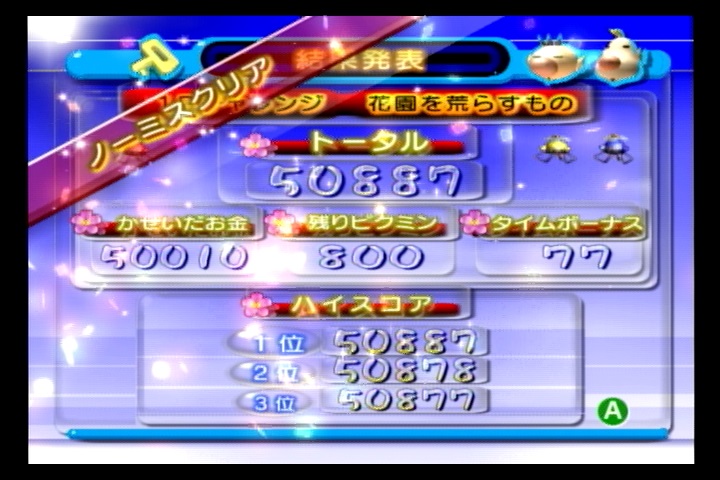 結果発表
ノーミスクリア
チャレンジ 花園を荒らすもの
トータル
50887
かせいだお金 残りピクミン タイムボーナス
50010 800 77
ハイスコア
1位 50887
2位 50878
3位 50877
A